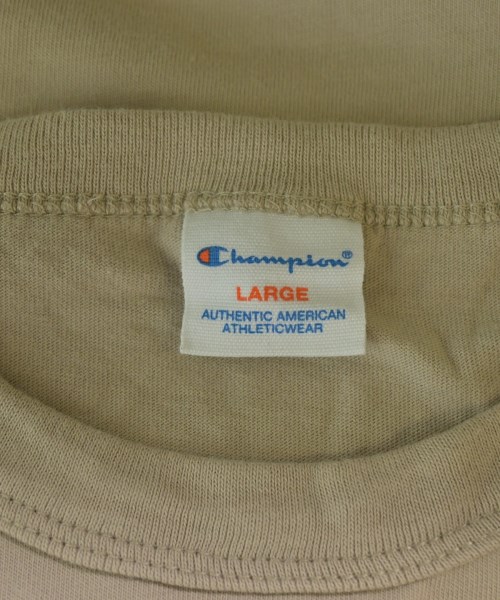 Champion®
LARGE
AUTHENTIC AMERICAN
ATHLETICWEAR